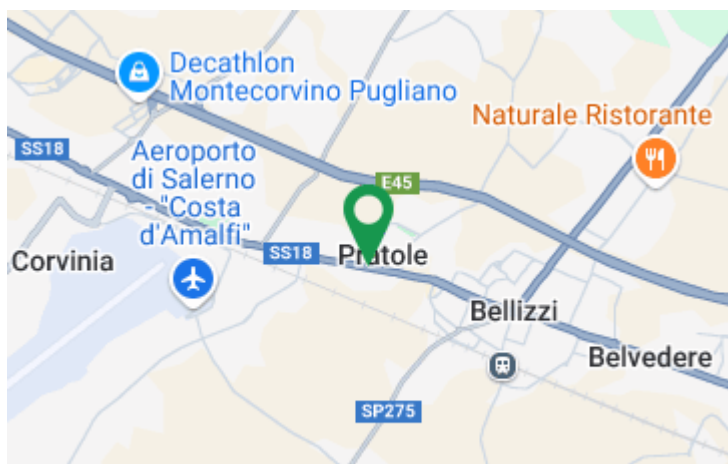 Decathlon
Montecorvino Pugliano
Naturale Ristorante
SS18
Aeroporto
di Salerno
- "Costa
d'Amalfi"
E45
Corvinia
SS18
Pratole
Bellizzi
Belvedere
SP275